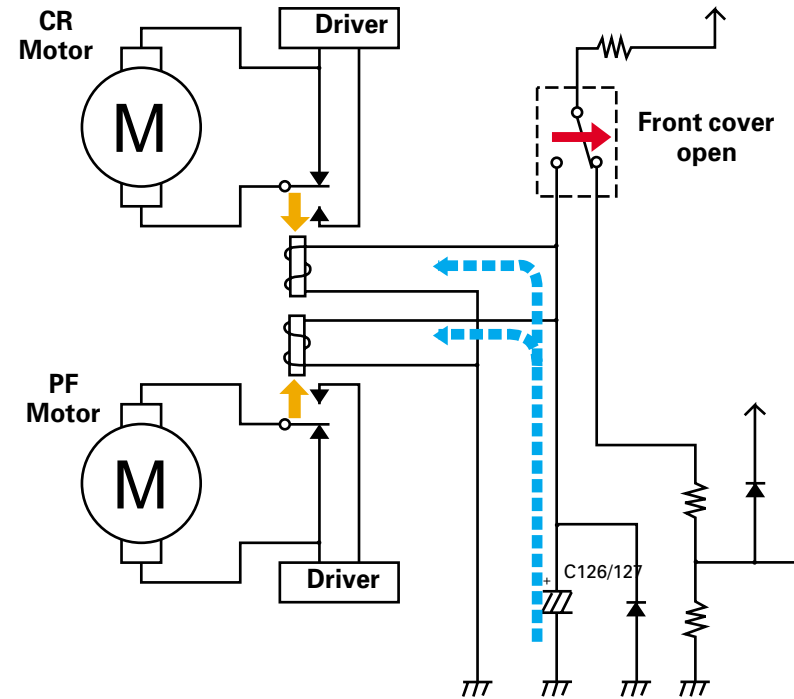 CR
Motor
Driver
M
Front cover
open
PF
Motor
M
C126/127
+
Driver